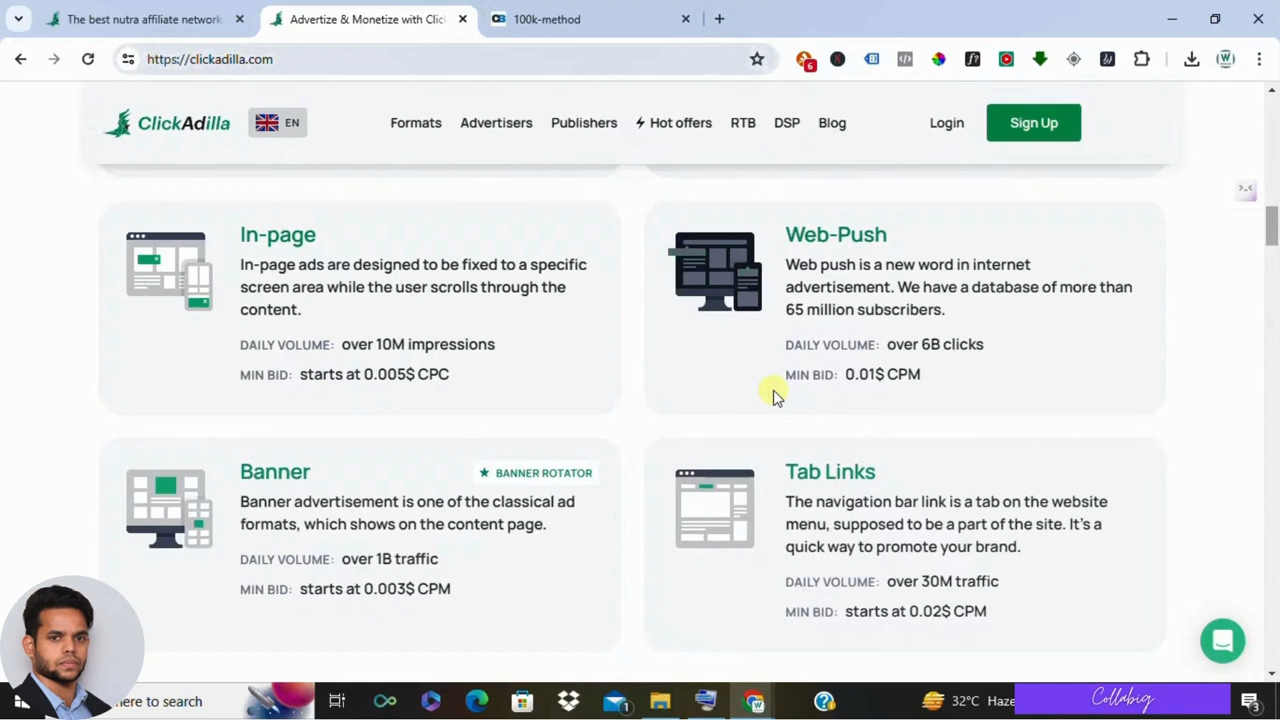 The best nutra affiliate network
Advertize & Monetize with Clic
100k-method
https://clickadilla.com
6
ClickAdilla
EN
Formats
Advertisers
Publishers
Hot offers
RTB
DSP
Blog
Login
Sign Up
In-page
In-page ads are designed to be fixed to a specific
screen area while the user scrolls through the
content.
DAILY VOLUME: over 10M impressions
MIN BID: starts at 0.005$ CPC
Web-Push
Web push is a new word in internet
advertisement. We have a database of more than
65 million subscribers.
DAILY VOLUME: over 6B clicks
MIN BID: 0.01$ CPM
Banner
BANNER ROTATOR
Banner advertisement is one of the classical ad
formats, which shows on the content page.
DAILY VOLUME: over 1B traffic
MIN BID: starts at 0.003$ CPM
Tab Links
The navigation bar link is a tab on the website
menu, supposed to be a part of the site. It's a
quick way to promote your brand.
DAILY VOLUME: over 30M traffic
MIN BID: starts at 0.02$ CPM
here to search
1
32°C Haze
Collabig
3